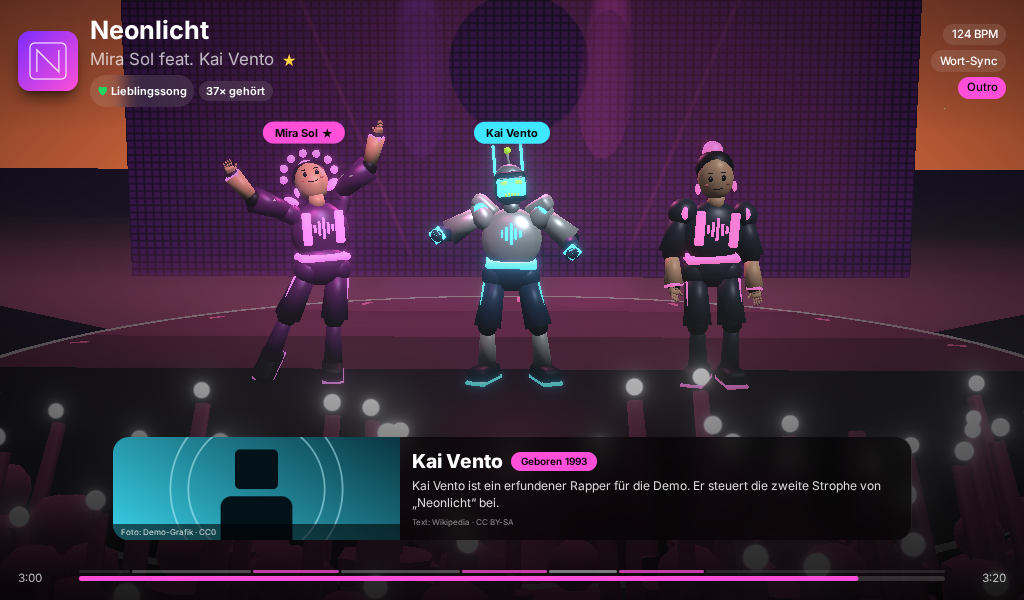 N
Neonlicht
Mira Sol feat. Kai Vento ★
Lieblingssong
37× gehört
124 BPM
Wort-Sync
Outro
Mira Sol ★
Kai Vento
Kai Vento
Geboren 1993
Kai Vento ist ein erfundener Rapper für die Demo. Er steuert die zweite Strophe von
„Neonlicht“ bei.
Text: Wikipedia · CC BY-SA
Foto: Demo-Grafik · CC0
3:00
3:20